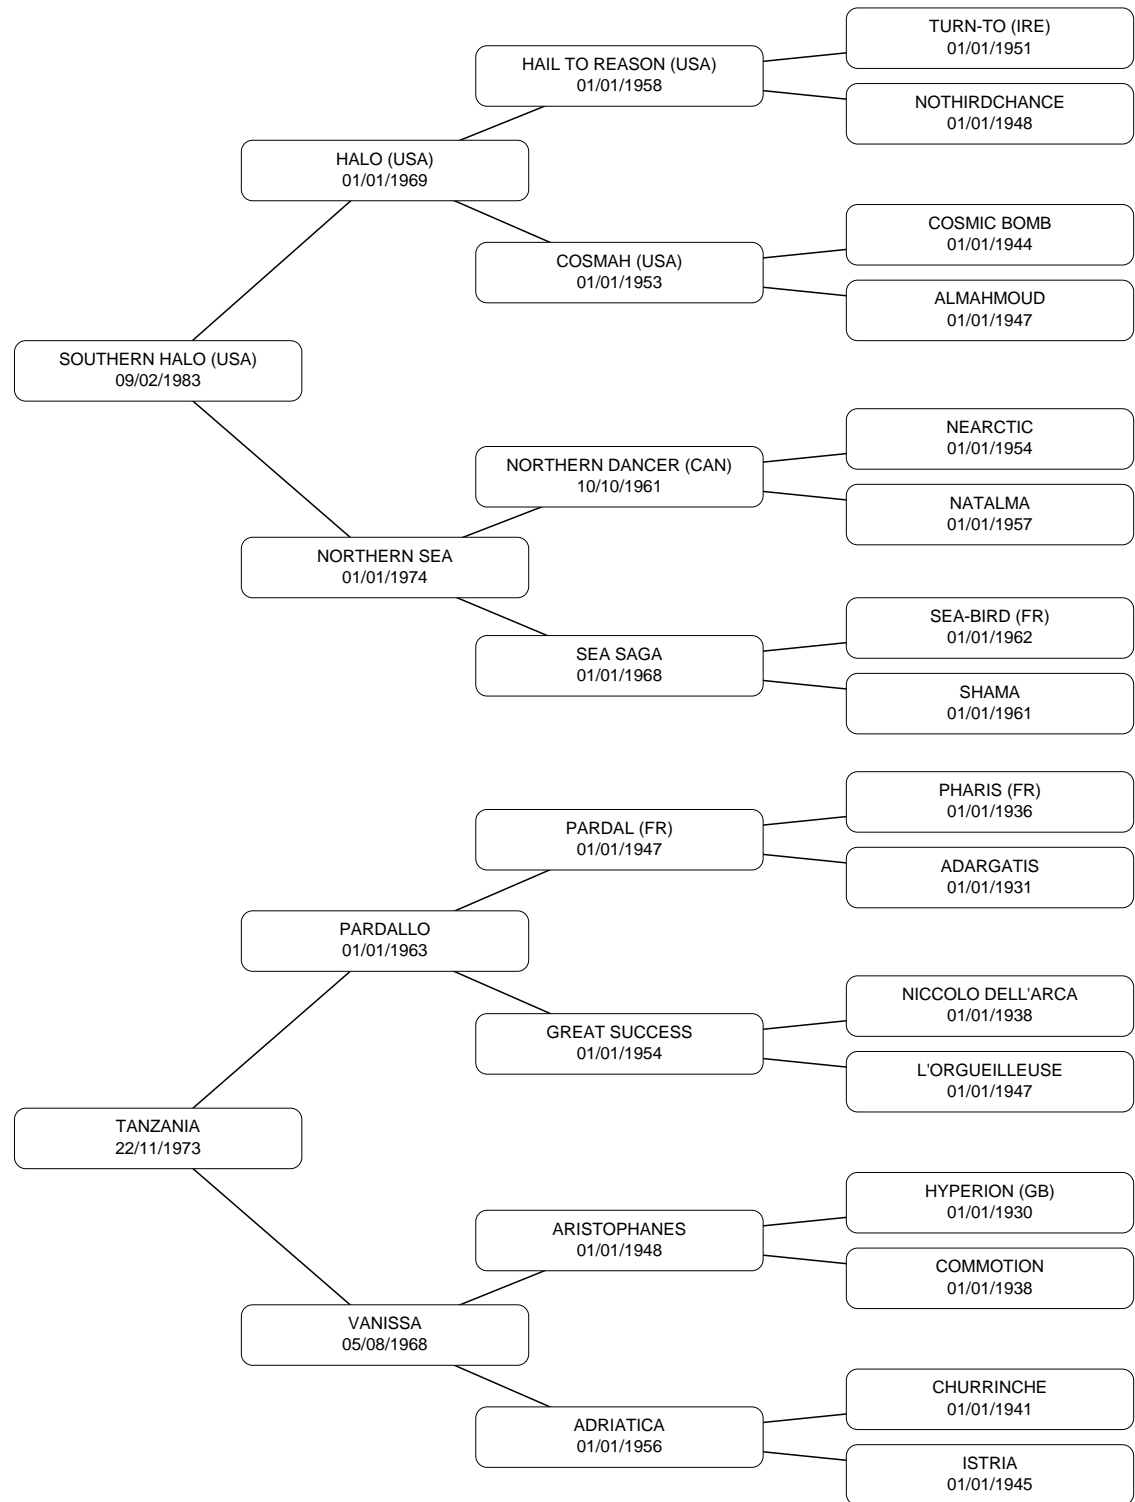 TURN-TO (IRE)
01/01/1951
HAIL TO REASON (USA)
01/01/1958
NOTHIRDCHANCE
01/01/1948
HALO (USA)
01/01/1969
COSMIC BOMB
01/01/1944
COSMAH (USA)
01/01/1953
ALMAHMOUD
01/01/1947
SOUTHERN HALO (USA)
09/02/1983
NEARCTIC
01/01/1954
NORTHERN DANCER (CAN)
10/10/1961
NATALMA
01/01/1957
NORTHERN SEA
01/01/1974
SEA-BIRD (FR)
01/01/1962
SEA SAGA
01/01/1968
SHAMA
01/01/1961
PHARIS (FR)
01/01/1936
PARDAL (FR)
01/01/1947
ADARGATIS
01/01/1931
PARDALLO
01/01/1963
NICCOLO DELL'ARCA
01/01/1938
GREAT SUCCESS
01/01/1954
L'ORGUEILLEUSE
01/01/1947
TANZANIA
22/11/1973
HYPERION (GB)
01/01/1930
ARISTOPHANES
01/01/1948
COMMOTION
01/01/1938
VANISSA
05/08/1968
CHURRINCHE
01/01/1941
ADRIATICA
01/01/1956
ISTRIA
01/01/1945